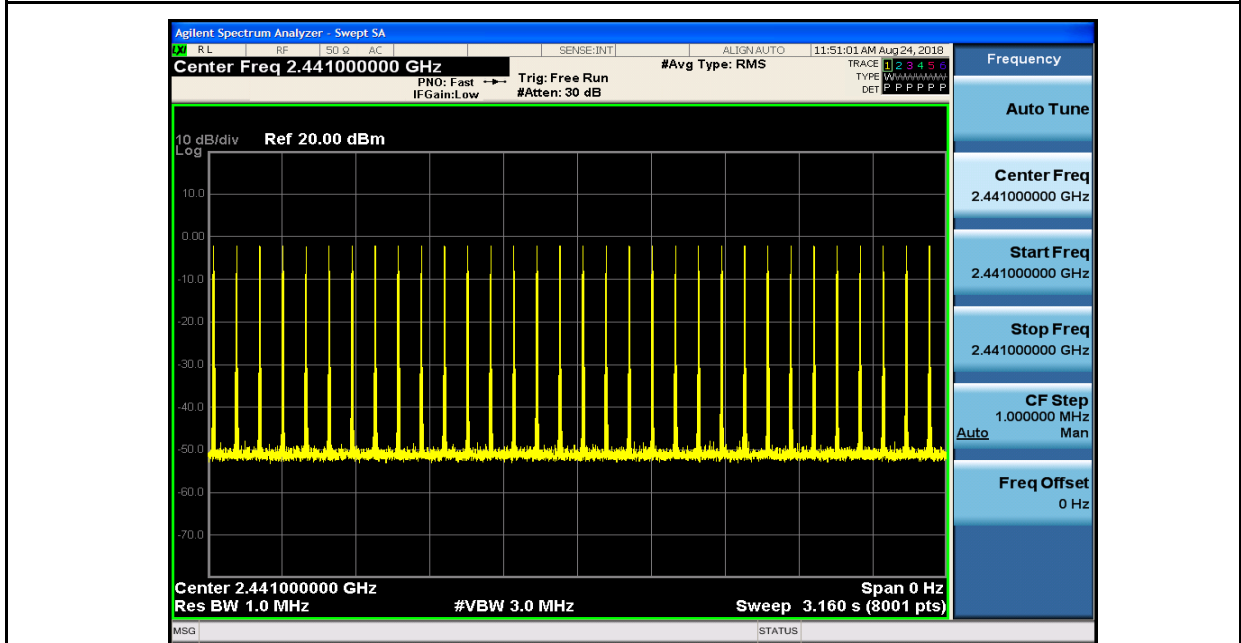 Agilent Spectrum Analyzer - Swept SA
LXI RL RF 50 Ω AC SENSE:INT ALIGN AUTO 11:51:01 AM Aug 24, 2018
Center Freq 2.441000000 GHz
PNO: Fast
IFGain:Low
Trig: Free Run
#Atten: 30 dB
#Avg Type: RMS
TRACE 1 2 3 4 5 6
TYPE WWWWWW
DET P P P P P P
10 dB/div Ref 20.00 dBm
Log
10.0
0.00
-10.0
-20.0
-30.0
-40.0
-50.0
-60.0
-70.0
Center 2.441000000 GHz Span 0 Hz
Res BW 1.0 MHz #VBW 3.0 MHz Sweep 3.160 s (8001 pts)
MSG STATUS
Frequency
Auto Tune
Center Freq
2.441000000 GHz
Start Freq
2.441000000 GHz
Stop Freq
2.441000000 GHz
CF Step
1.000000 MHz
Auto Man
Freq Offset
0 Hz